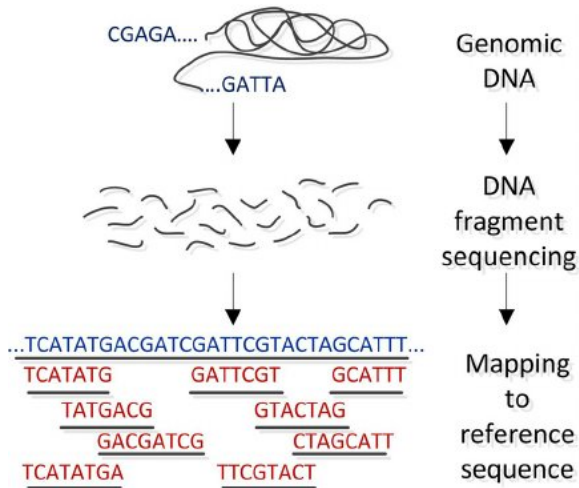 CGAGA....
...GATTA
Genomic
DNA
DNA
fragment
sequencing
...TCATATGACGATCGATTCGTACTAGCATTT...
TCATATG GATTCGT GCATTT
TATGACG GTACTAG
GACGATCG CTAGCATT
TCATATGA TTCGTACT
Mapping
to
reference
sequence